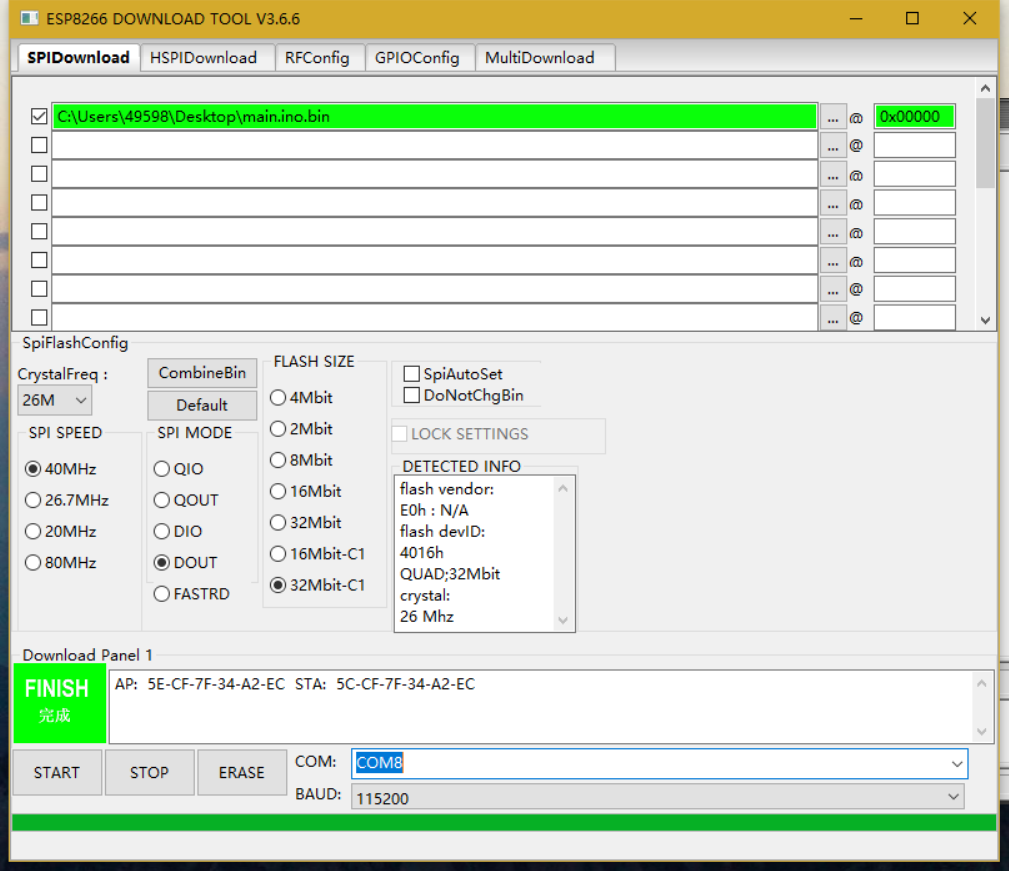 ESP8266 DOWNLOAD TOOL V3.6.6
SPIDownload HSPIDownload RFConfig GPIOConfig MultiDownload
C:\Users\49598\Desktop\main.ino.bin ... @ 0x00000
... @
... @
... @
... @
... @
... @
... @
SpiFlashConfig
CrystalFreq :
26M
CombineBin
Default
SPI SPEED
40MHz
26.7MHz
20MHz
80MHz
SPI MODE
QIO
QOUT
DIO
DOUT
FASTRD
FLASH SIZE
4Mbit
2Mbit
8Mbit
16Mbit
32Mbit
16Mbit-C1
32Mbit-C1
SpiAutoSet
DoNotChgBin
LOCK SETTINGS
DETECTED INFO
flash vendor:
E0h : N/A
flash devID:
4016h
QUAD;32Mbit
crystal:
26 Mhz
Download Panel 1
FINISH
完成
AP: 5E-CF-7F-34-A2-EC STA: 5C-CF-7F-34-A2-EC
START STOP ERASE
COM: COM8
BAUD: 115200